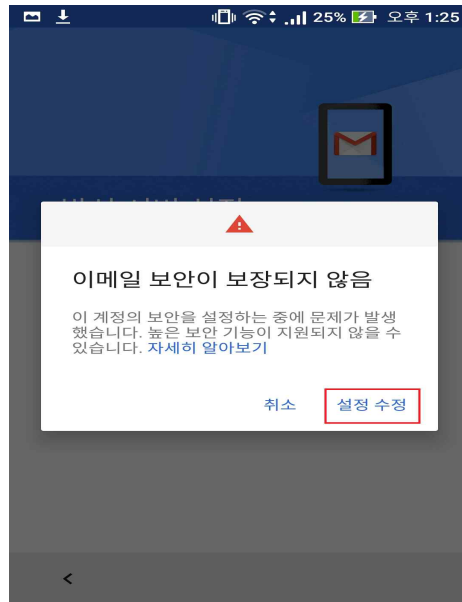 25% 오후 1:25
이메일 보안이 보장되지 않음
이 계정의 보안을 설정하는 중에 문제가 발생
했습니다. 높은 보안 기능이 지원되지 않을 수
있습니다. 자세히 알아보기
취소 설정 수정